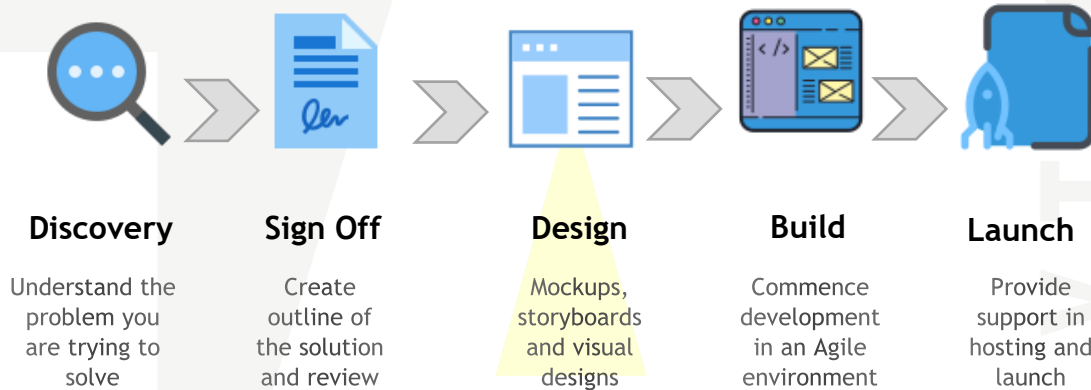 Discovery
Understand the
problem you
are trying to
solve
Sign Off
Create
outline of
the solution
and review
Design
Mockups,
storyboards
and visual
designs
Build
</>
Commence
development
in an Agile
environment
Launch
Provide
support in
hosting and
launch